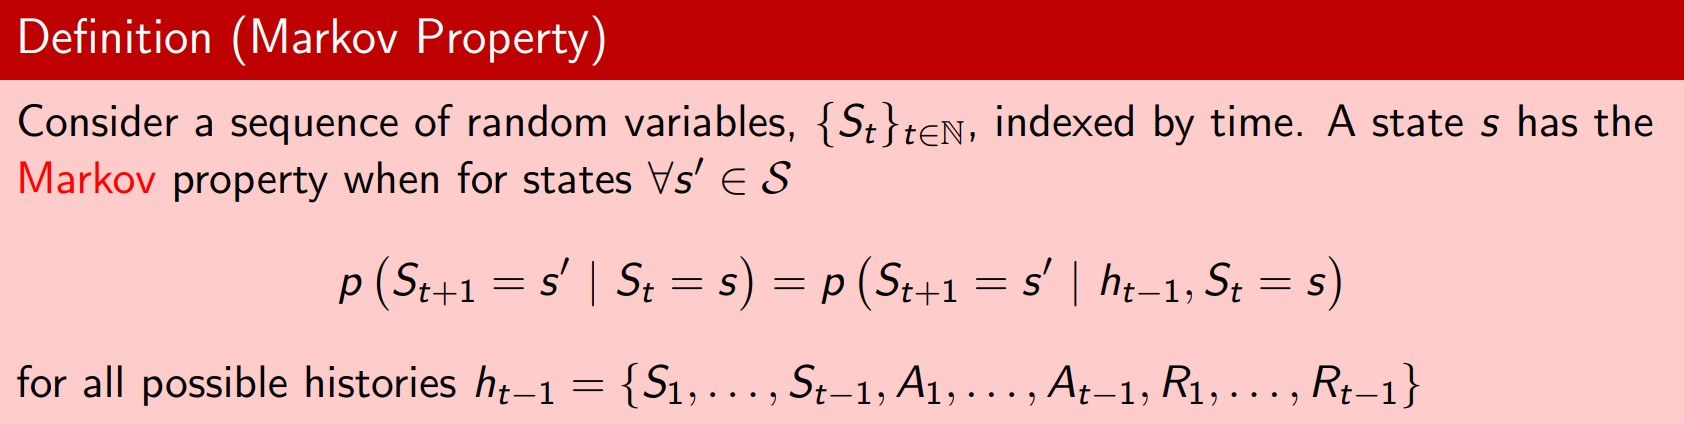 Definition (Markov Property)
Consider a sequence of random variables, {S_t}_{t∈ℕ}, indexed by time. A state s has the
Markov property when for states ∀s′ ∈ 𝒮
p (S_{t+1} = s′ | S_t = s) = p (S_{t+1} = s′ | h_{t−1}, S_t = s)
for all possible histories h_{t−1} = {S_1, . . . , S_{t−1}, A_1, . . . , A_{t−1}, R_1, . . . , R_{t−1}}